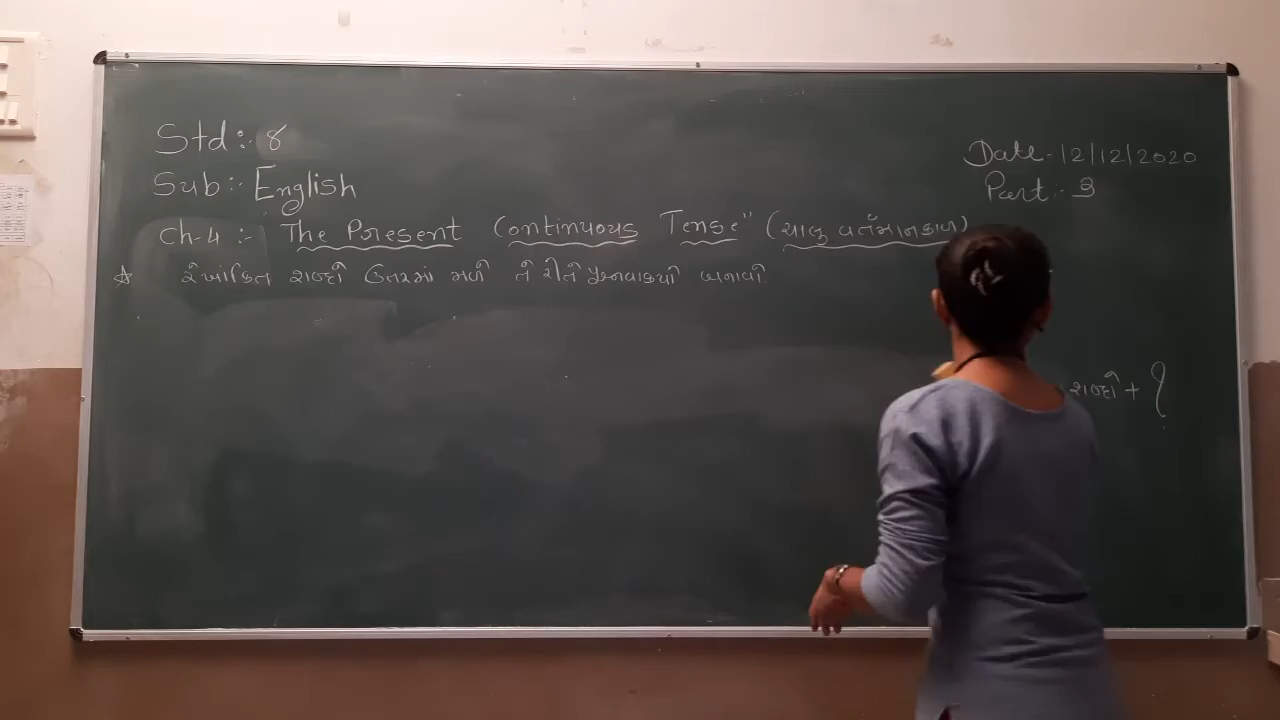 Std:- ૪
Sub:- English
Date - 12/12/2020
Part :- 3
Ch-4 :- The Present Continuous Tense" (ચાલુ વર્તમાનકાળ)
☆ રેખાંકિત શબ્દો ઉત્તરમાં મળે તે રીતે પ્રશ્નવાક્યો બનાવો.
શબ્દો + ?